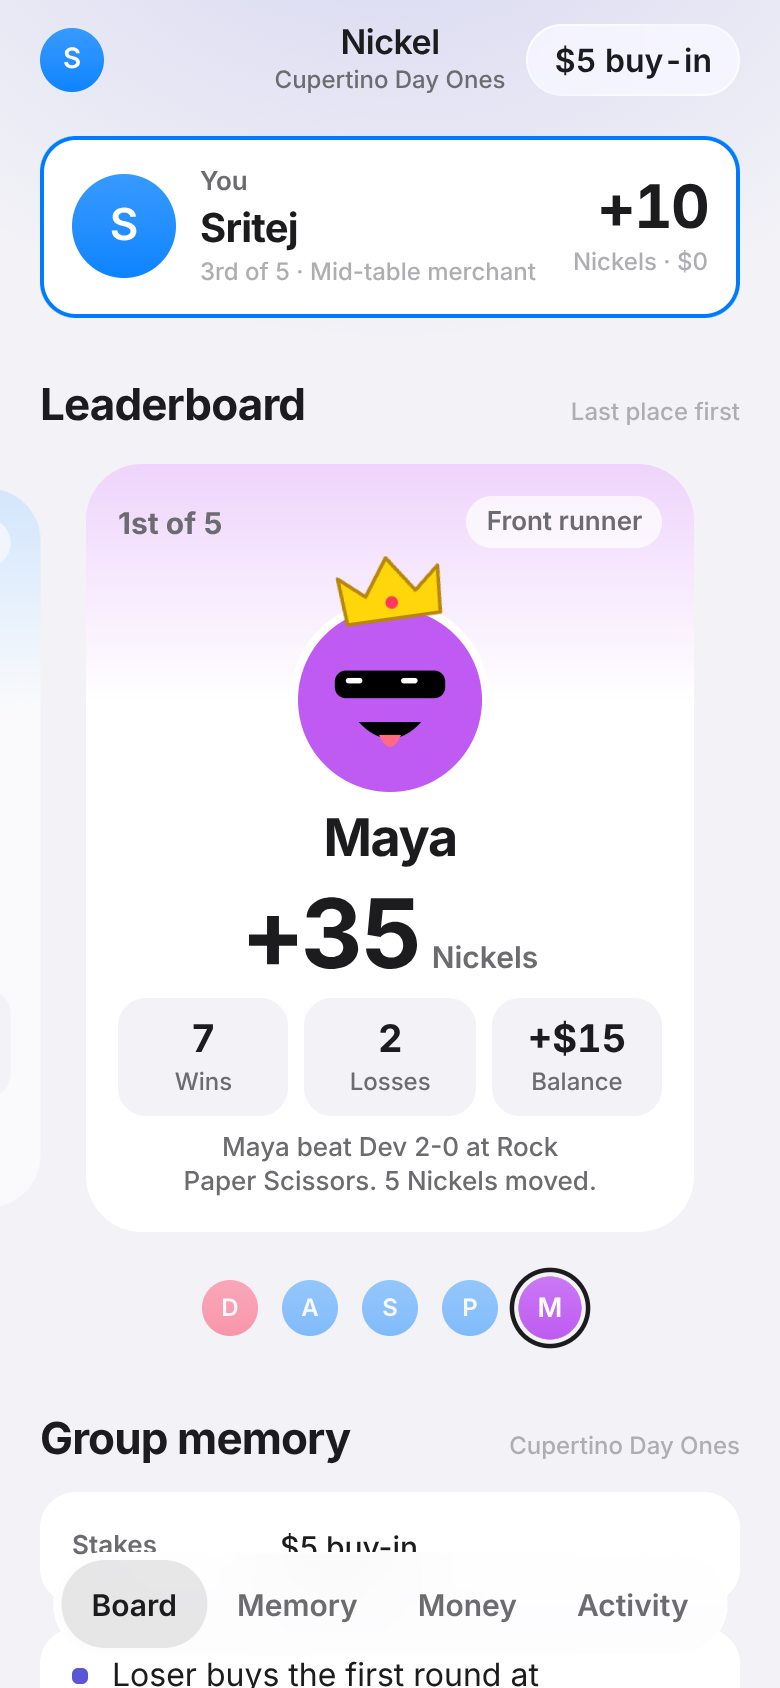 S
Nickel
Cupertino Day Ones
$5 buy-in
S
You
Sritej
3rd of 5 · Mid-table merchant
+10
Nickels · $0
Leaderboard
Last place first
1st of 5
Front runner
Maya
+35 Nickels
7
Wins
2
Losses
+$15
Balance
Maya beat Dev 2-0 at Rock
Paper Scissors. 5 Nickels moved.
D A S P M
Group memory
Cupertino Day Ones
Stakes
$5 buy-in
Board
Memory
Money
Activity
Loser buys the first round at